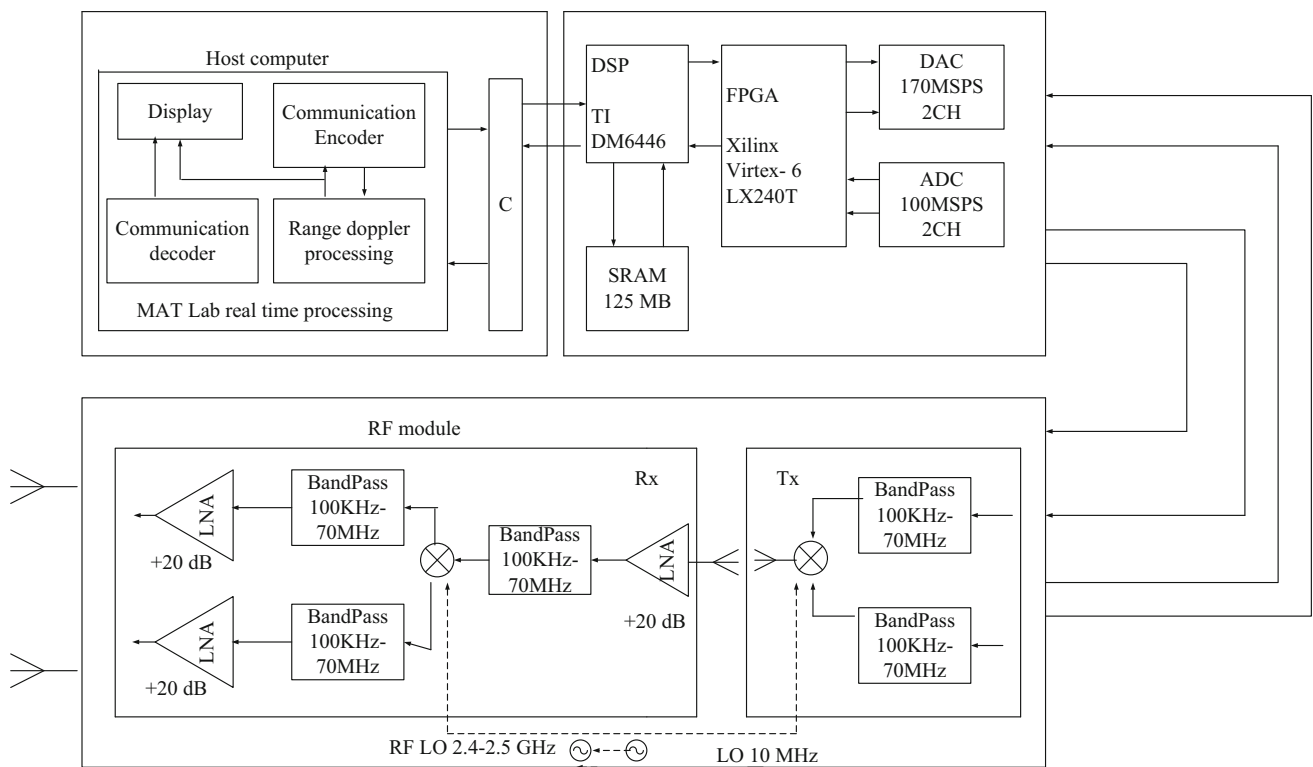 Host computer
Display
Communication
Encoder
Communication
decoder
Range doppler
processing
MAT Lab real time processing
C
DSP
TI
DM6446
FPGA
Xilinx
Virtex- 6
LX240T
SRAM
125 MB
DAC
170MSPS
2CH
ADC
100MSPS
2CH
RF module
Rx
LNA
+20 dB
BandPass
100KHz-
70MHz
LNA
+20 dB
BandPass
100KHz-
70MHz
BandPass
100KHz-
70MHz
LNA
+20 dB
Tx
BandPass
100KHz-
70MHz
BandPass
100KHz-
70MHz
RF LO 2.4-2.5 GHz
LO 10 MHz